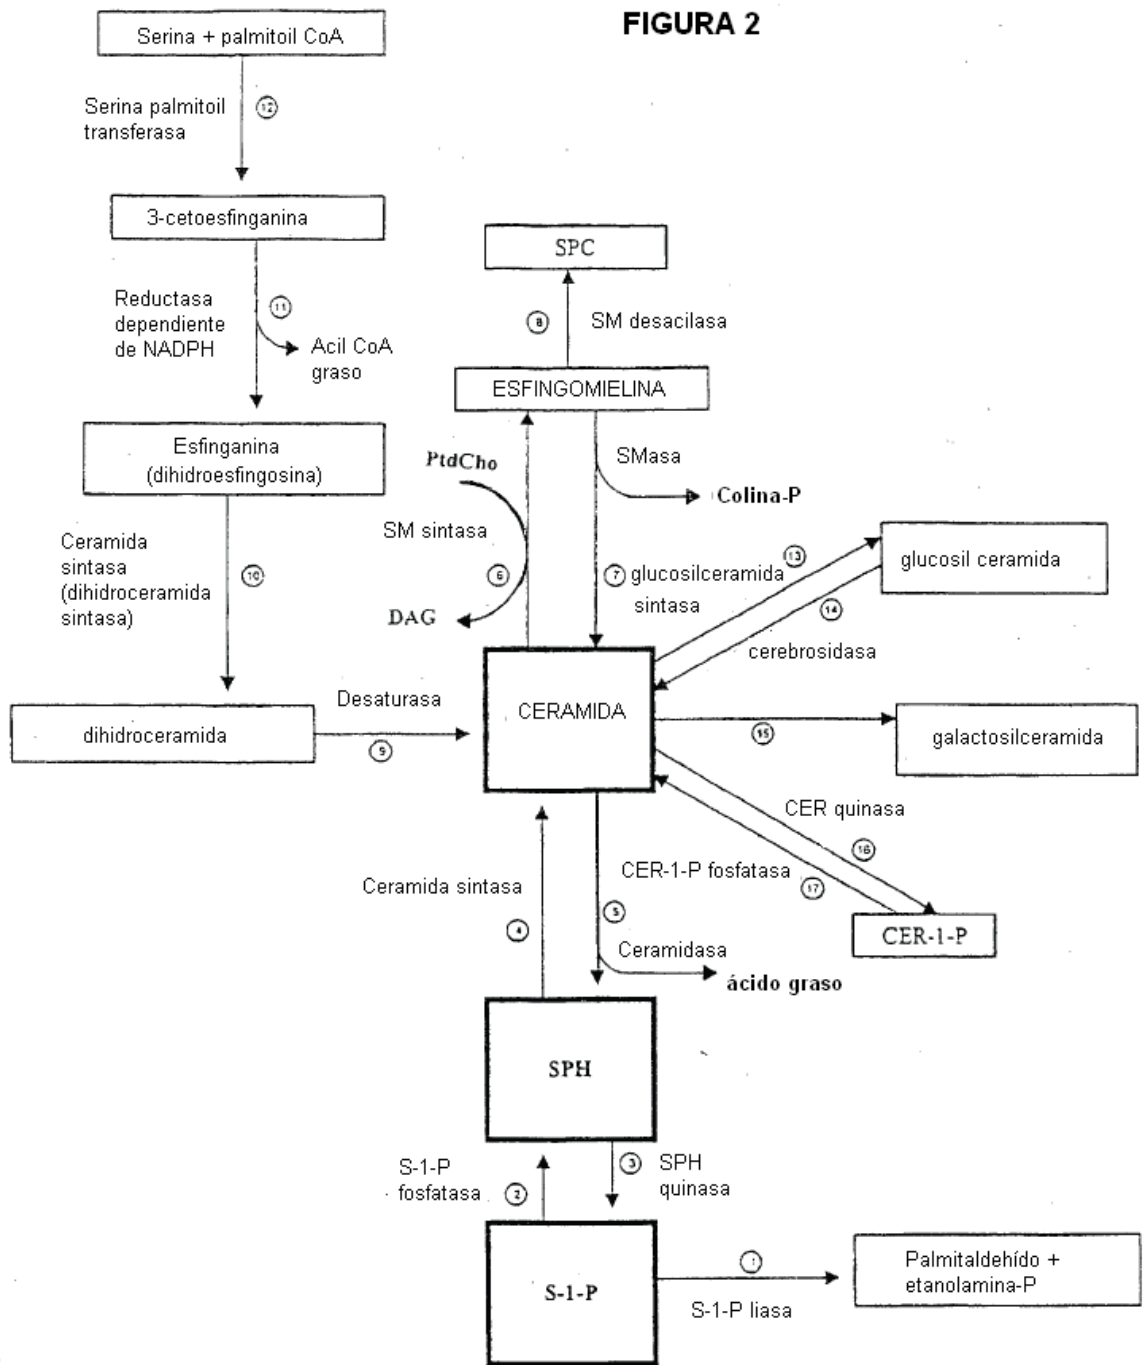 FIGURA 2
Serina + palmitoil CoA
Serina palmitoil
transferasa
12
3-cetoesfinganina
SPC
Reductasa
dependiente
de NADPH
11
Acil CoA
graso
8
SM desacilasa
ESFINGOMIELINA
Esfinganina
(dihidroesfingosina)
PtdCho
SMasa
Colina-P
SM sintasa
Ceramida
sintasa
(dihidroceramida
sintasa)
10
6
DAG
7
glucosilceramida
sintasa
13
glucosil ceramida
14
cerebrosidasa
Desaturasa
dihidroceramida
9
CERAMIDA
15
galactosilceramida
CER quinasa
16
CER-1-P fosfatasa
17
CER-1-P
Ceramida sintasa
4
5
Ceramidasa
ácido graso
SPH
S-1-P
fosfatasa
2
3
SPH
quinasa
S-1-P
1
S-1-P liasa
Palmitaldehído +
etanolamina-P